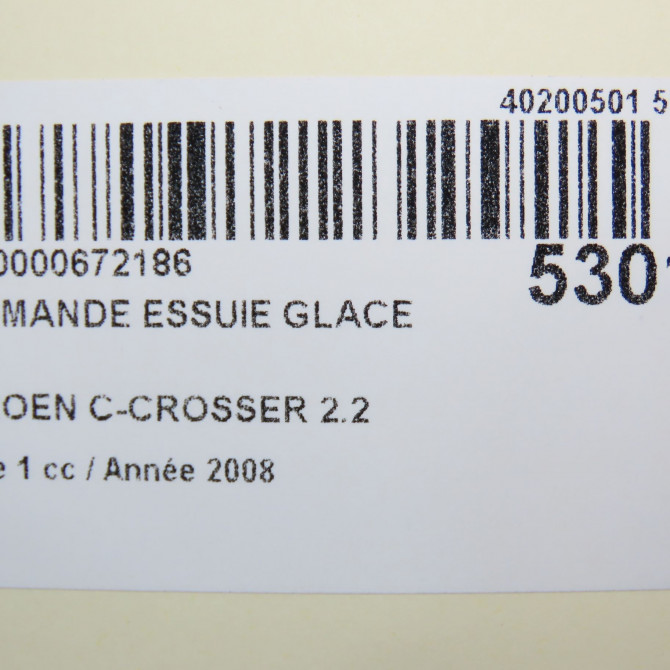 40200501 5
0000672186
5301
MANDE ESSUIE GLACE
OEN C-CROSSER 2.2
e 1 cc / Année 2008